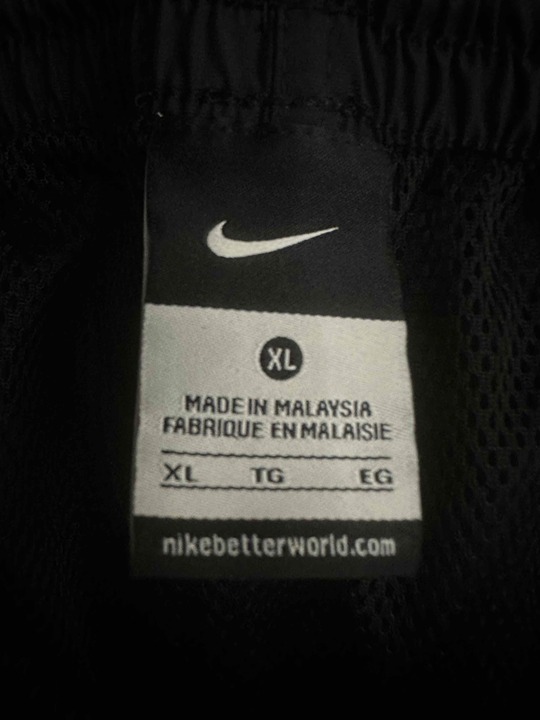 XL
MADE IN MALAYSIA
FABRIQUE EN MALAISIE
XL TG EG
nikebetterworld.com